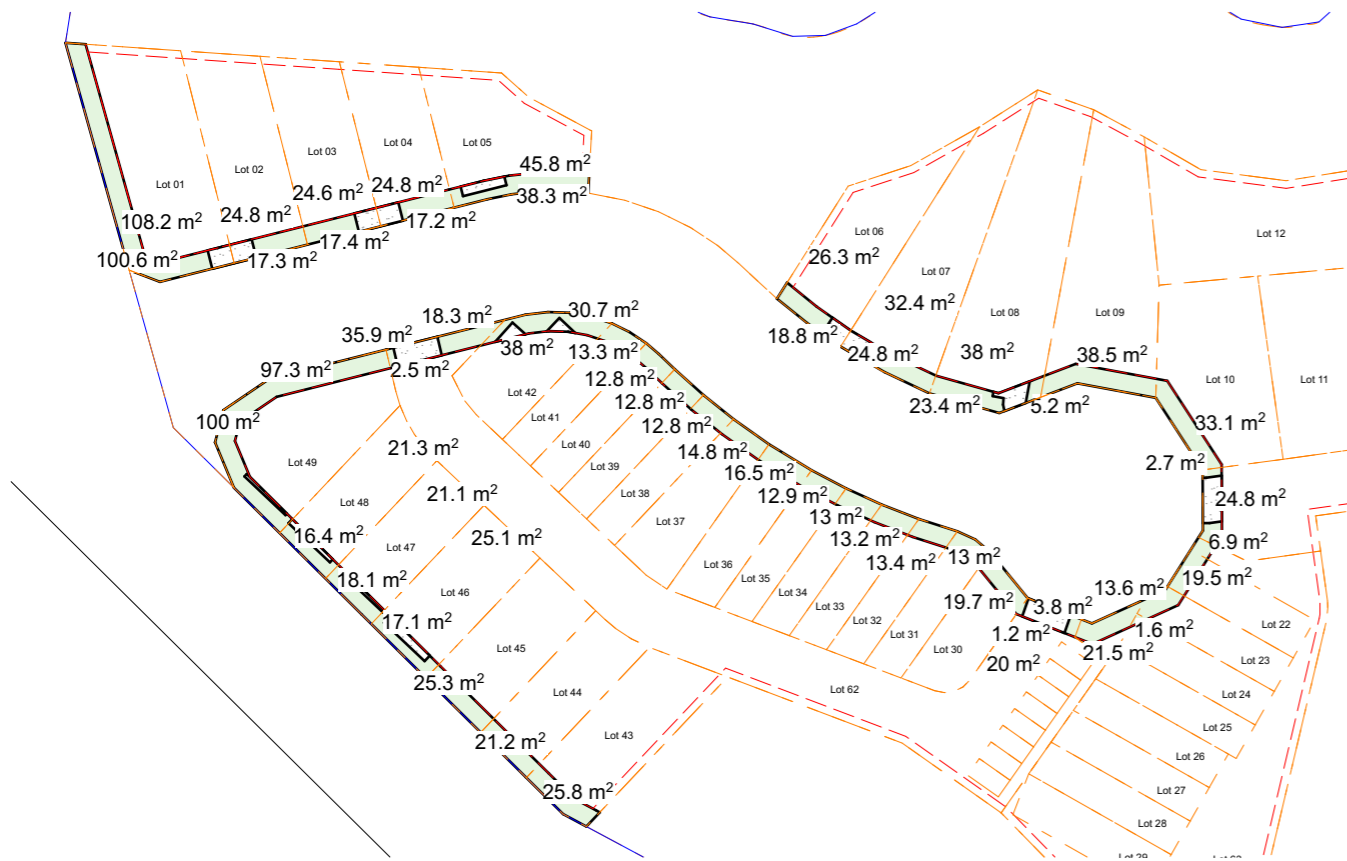 Lot 01
Lot 02
Lot 03
Lot 04
Lot 05
45.8 m²
24.8 m²
24.6 m²
38.3 m²
24.8 m²
17.2 m²
108.2 m²
17.4 m²
100.6 m²
17.3 m²
Lot 06
26.3 m²
Lot 07
32.4 m²
Lot 08
Lot 09
Lot 12
18.8 m²
24.8 m²
38 m²
38.5 m²
23.4 m²
5.2 m²
Lot 10
Lot 11
33.1 m²
2.7 m²
24.8 m²
6.9 m²
19.5 m²
18.3 m²
30.7 m²
35.9 m²
38 m²
13.3 m²
97.3 m²
2.5 m²
12.8 m²
12.8 m²
12.8 m²
14.8 m²
16.5 m²
12.9 m²
13 m²
13.2 m²
13.4 m²
13 m²
100 m²
Lot 42
Lot 41
Lot 40
Lot 39
Lot 38
Lot 37
Lot 36
Lot 35
Lot 34
Lot 33
Lot 32
Lot 31
Lot 30
Lot 49
21.3 m²
Lot 48
21.1 m²
16.4 m²
Lot 47
25.1 m²
18.1 m²
Lot 46
17.1 m²
Lot 45
25.3 m²
Lot 44
21.2 m²
Lot 43
25.8 m²
Lot 62
13.6 m²
3.8 m²
19.7 m²
1.2 m²
1.6 m²
21.5 m²
20 m²
Lot 22
Lot 23
Lot 24
Lot 25
Lot 26
Lot 27
Lot 28
Lot 29